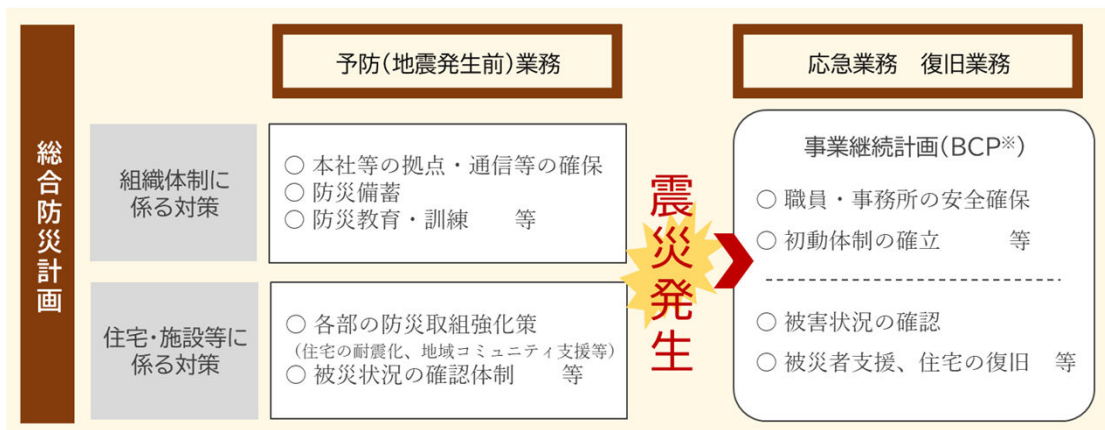 総合防災計画
予防(地震発生前)業務
応急業務　復旧業務
組織体制に
係る対策
○ 本社等の拠点・通信等の確保
○ 防災備蓄
○ 防災教育・訓練　　等
住宅・施設等に
係る対策
○ 各部の防災取組強化策
(住宅の耐震化、地域コミュニティ支援等)
○ 被災状況の確認体制　　等
震災発生
事業継続計画(BCP※)
○ 職員・事務所の安全確保
○ 初動体制の確立　　　等
○ 被害状況の確認
○ 被災者支援、住宅の復旧　等